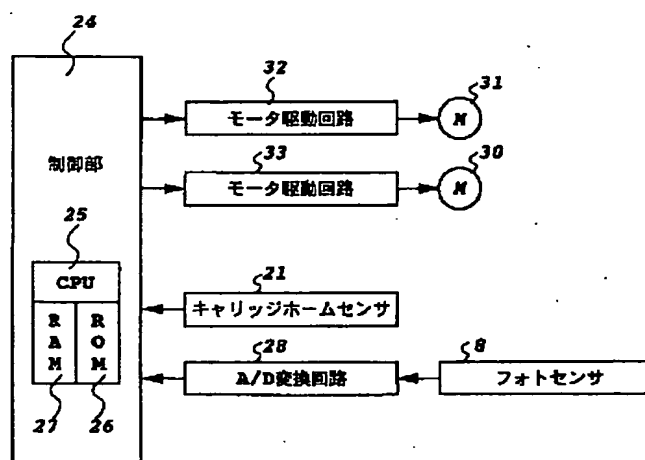 24
32
31
モータ駆動回路
M
制御部
33
30
モータ駆動回路
M
25
CPU
RAM
ROM
21
キャリッジホームセンサ
28
8
A/D変換回路
フォトセンサ
27
26